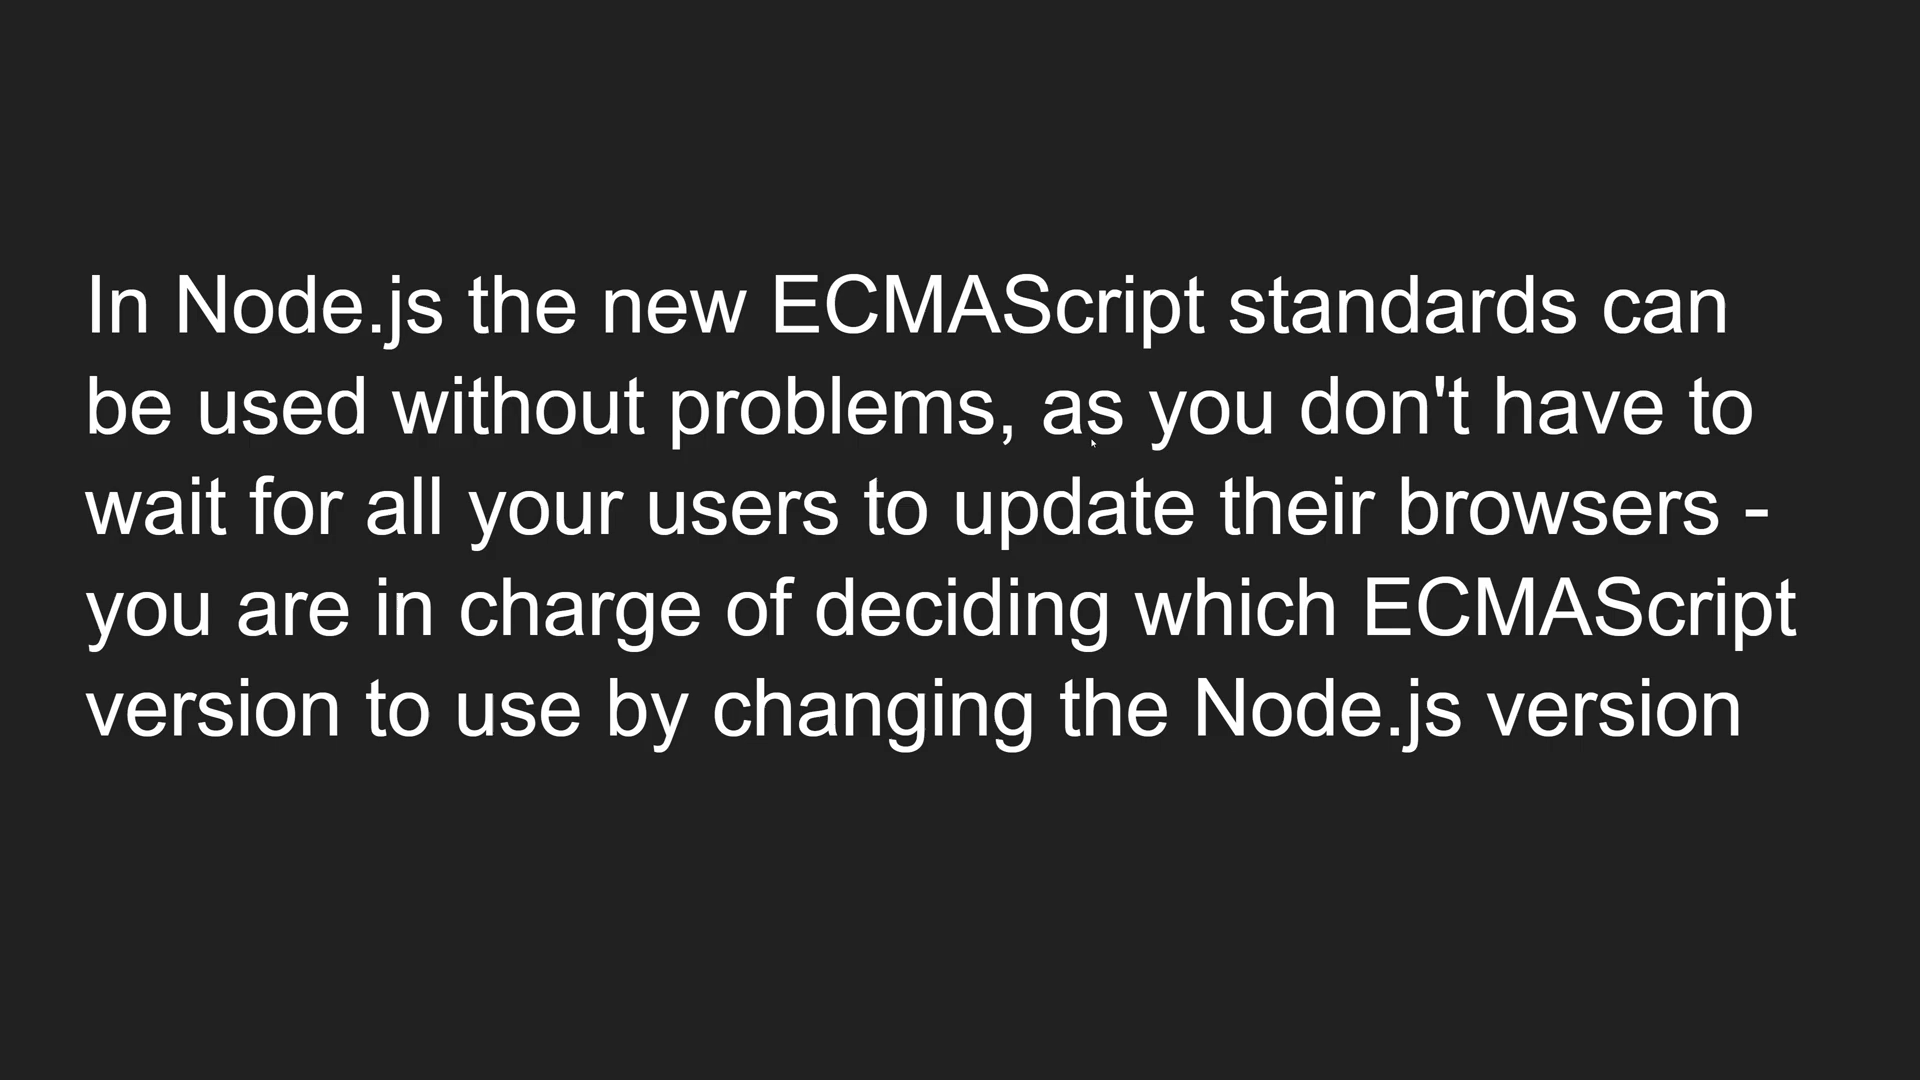 In Node.js the new ECMAScript standards can
be used without problems, as you don't have to
wait for all your users to update their browsers -
you are in charge of deciding which ECMAScript
version to use by changing the Node.js version